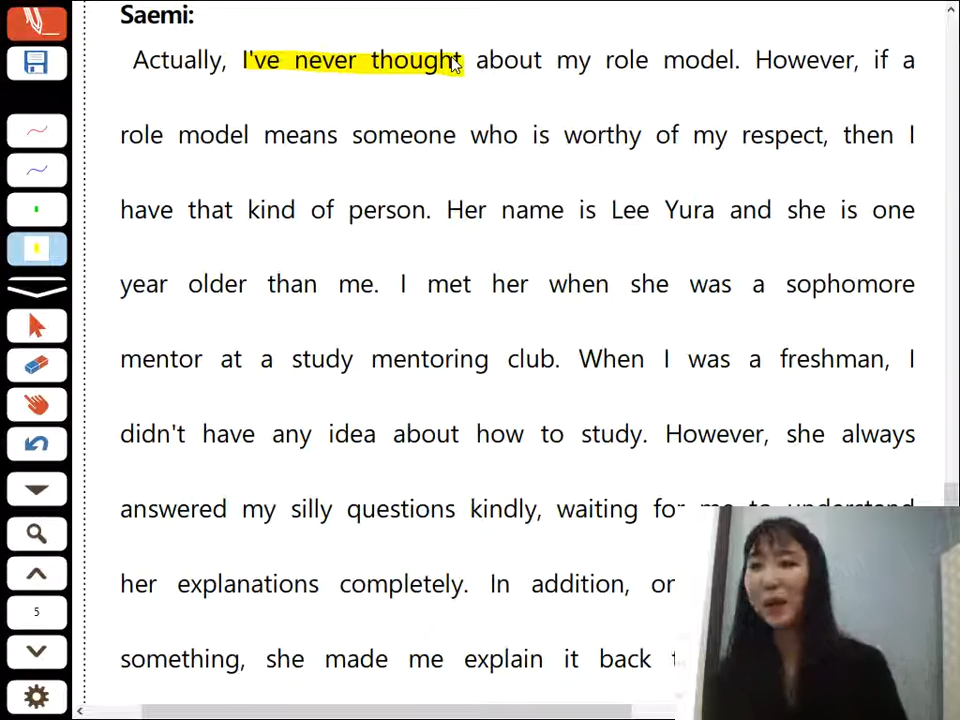 Saemi:
Actually, I've never thought about my role model. However, if a
role model means someone who is worthy of my respect, then I
have that kind of person. Her name is Lee Yura and she is one
year older than me. I met her when she was a sophomore
mentor at a study mentoring club. When I was a freshman, I
didn't have any idea about how to study. However, she always
answered my silly questions kindly, waiting for me to understand
her explanations completely. In addition,
something, she made me explain it back
5